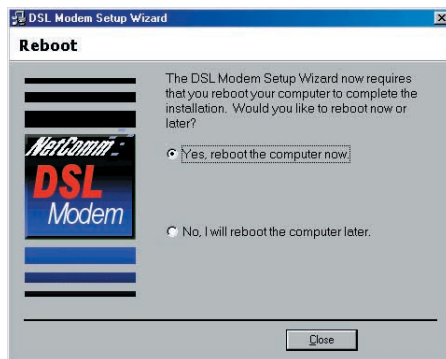 DSL Modem Setup Wizard
Reboot
The DSL Modem Setup Wizard now requires
that you reboot your computer to complete the
installation. Would you like to reboot now or
later?
NetComm
DSL
Modem
Yes, reboot the computer now.
No, I will reboot the computer later.
Close